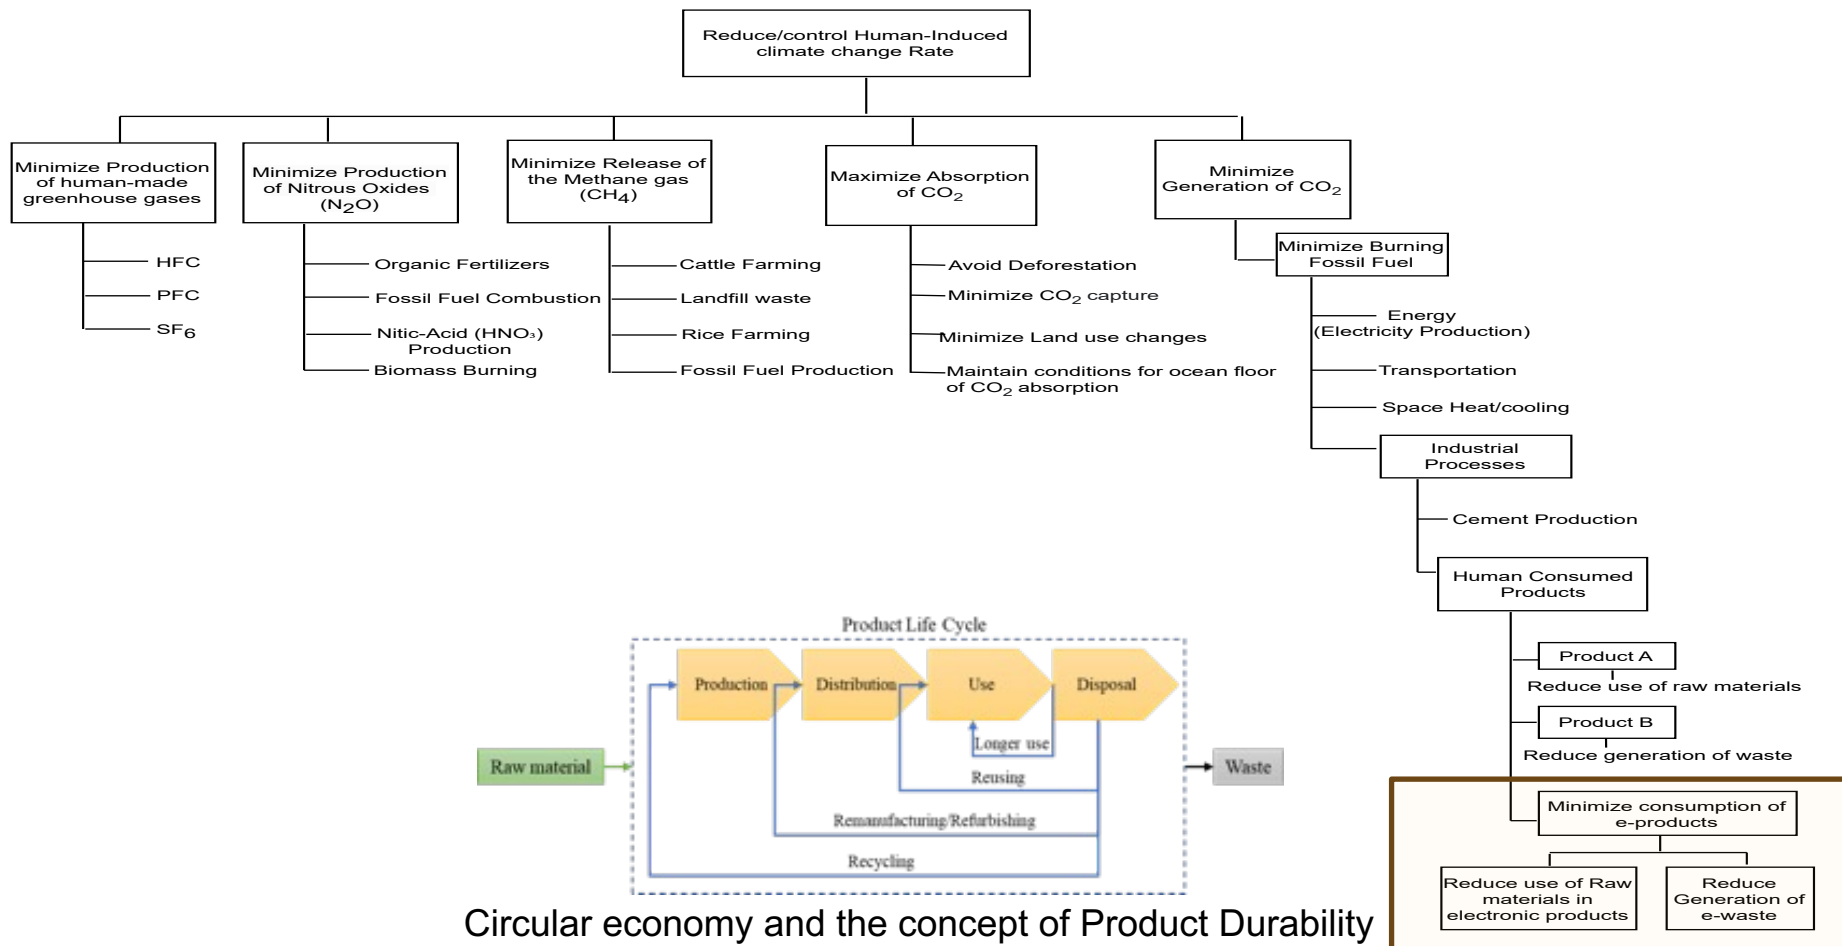 Reduce/control Human-Induced
climate change Rate
Minimize Production
of human-made
greenhouse gases
HFC
PFC
SF₆
Minimize Production
of Nitrous Oxides
(N₂O)
Organic Fertilizers
Fossil Fuel Combustion
Nitic-Acid (HNO₃)
Production
Biomass Burning
Minimize Release of
the Methane gas
(CH₄)
Cattle Farming
Landfill waste
Rice Farming
Fossil Fuel Production
Maximize Absorption
of CO₂
Avoid Deforestation
Minimize CO₂ capture
Minimize Land use changes
Maintain conditions for ocean floor
of CO₂ absorption
Minimize
Generation of CO₂
Minimize Burning
Fossil Fuel
Energy
(Electricity Production)
Transportation
Space Heat/cooling
Industrial
Processes
Cement Production
Human Consumed
Products
Product A
Reduce use of raw materials
Product B
Reduce generation of waste
Minimize consumption of
e-products
Reduce use of Raw
materials in
electronic products
Reduce
Generation of
e-waste
Product Life Cycle
Production
Distribution
Use
Disposal
Longer use
Raw material
Waste
Reusing
Remanufacturing/Refurbishing
Recycling
Circular economy and the concept of Product Durability